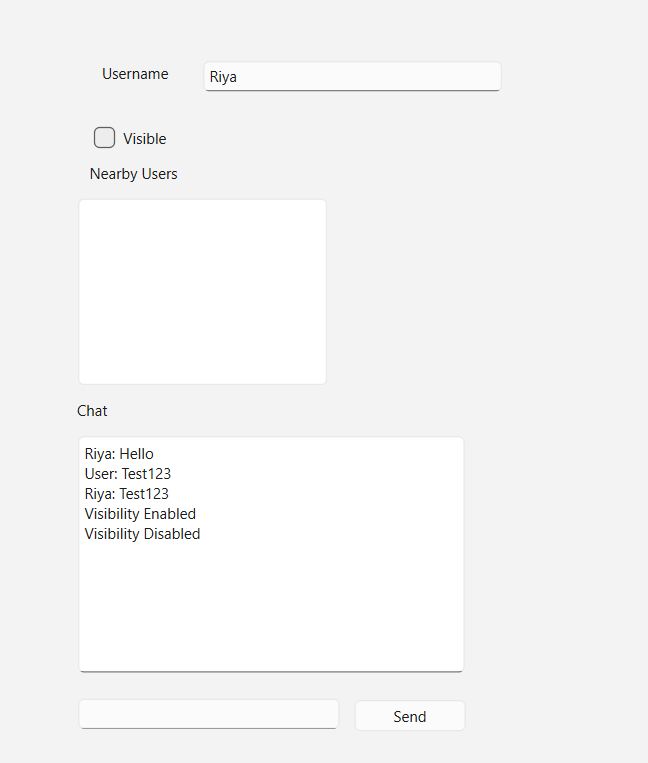 Username
Riya
Visible
Nearby Users
Chat
Riya: Hello
User: Test123
Riya: Test123
Visibility Enabled
Visibility Disabled
Send